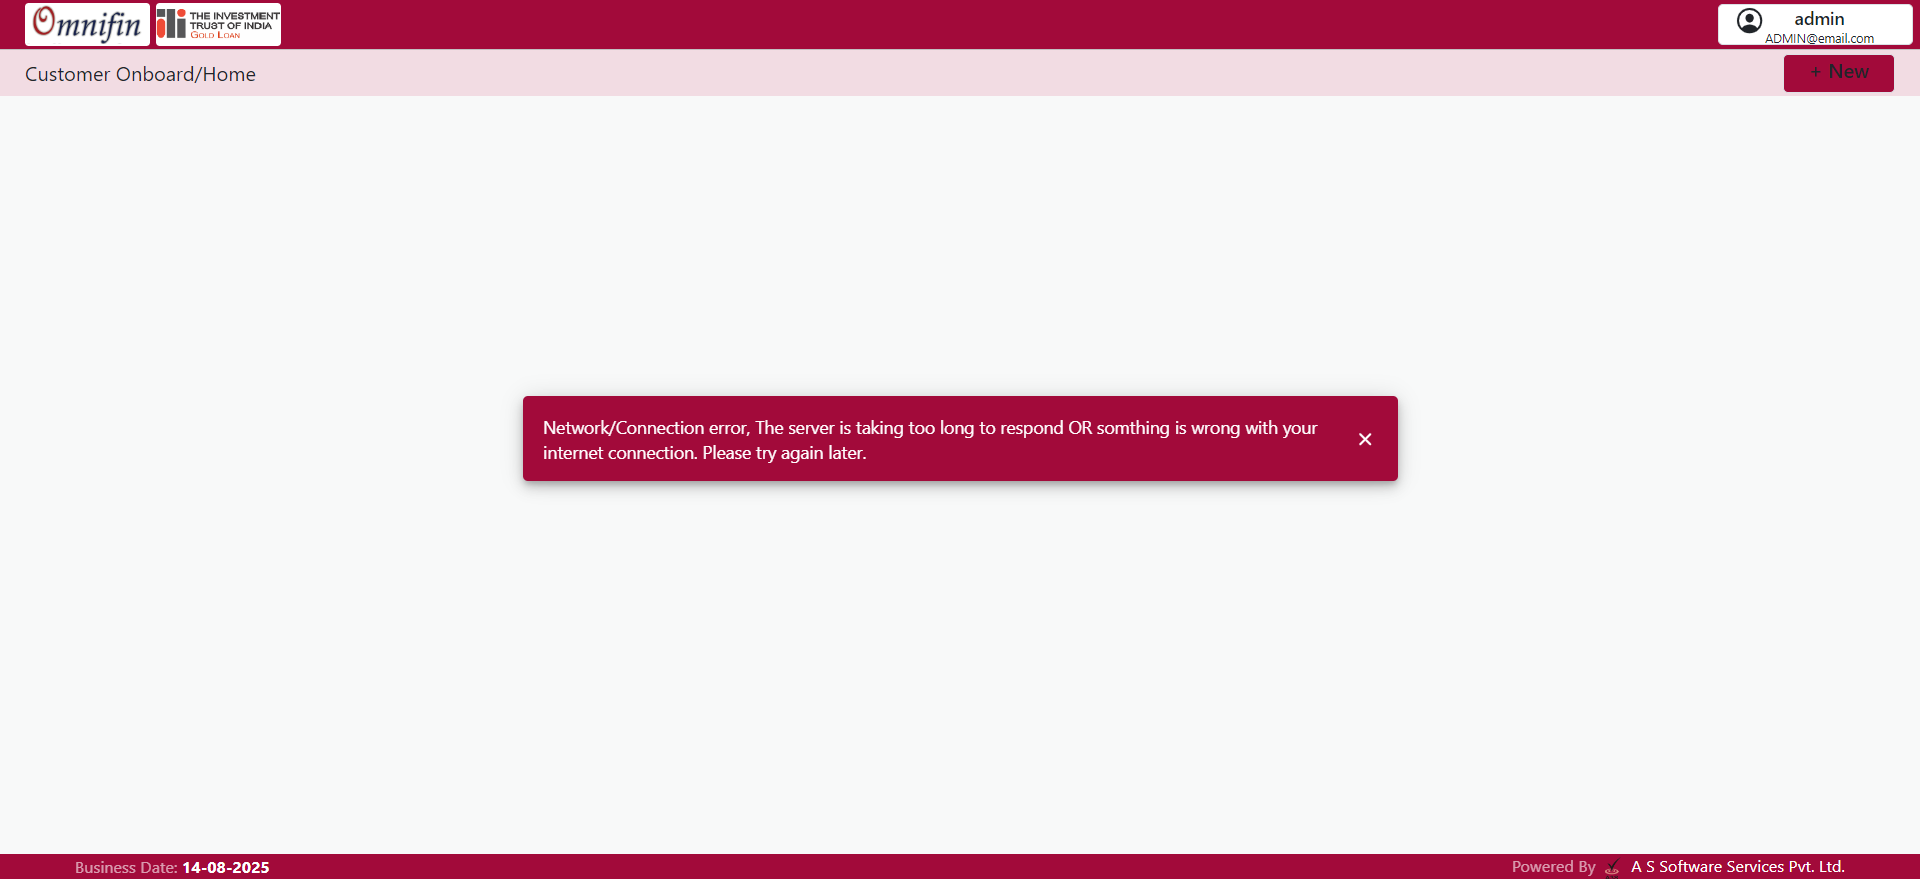 Omnifin
THE INVESTMENT
TRUST OF INDIA
GOLD LOAN
admin
ADMIN@email.com
Customer Onboard/Home
+ New
Network/Connection error, The server is taking too long to respond OR somthing is wrong with your
internet connection. Please try again later.
Business Date: 14-08-2025
Powered By A S Software Services Pvt. Ltd.